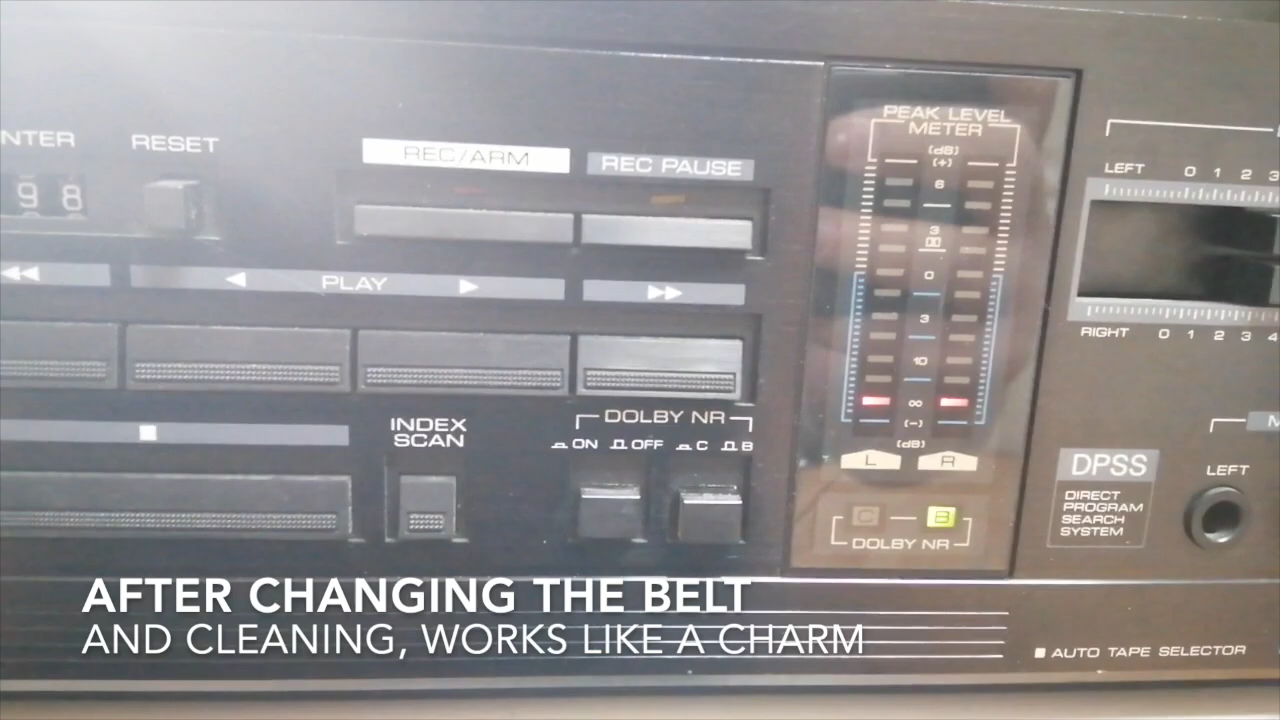 NTER
RESET
98
REC/ARM
REC PAUSE
◀◀
◀ PLAY ▶
▶▶
■
INDEX
SCAN
DOLBY NR
ON OFF C B
PEAK LEVEL
METER
(dB)
(+)
6
3
0
3
10
∞
(-)
(dB)
L R
C — B
DOLBY NR
LEFT 0 1 2 3
RIGHT 0 1 2 3 4
M
DPSS
DIRECT
PROGRAM
SEARCH
SYSTEM
LEFT
AFTER CHANGING THE BELT
AND CLEANING, WORKS LIKE A CHARM
■ AUTO TAPE SELECTOR